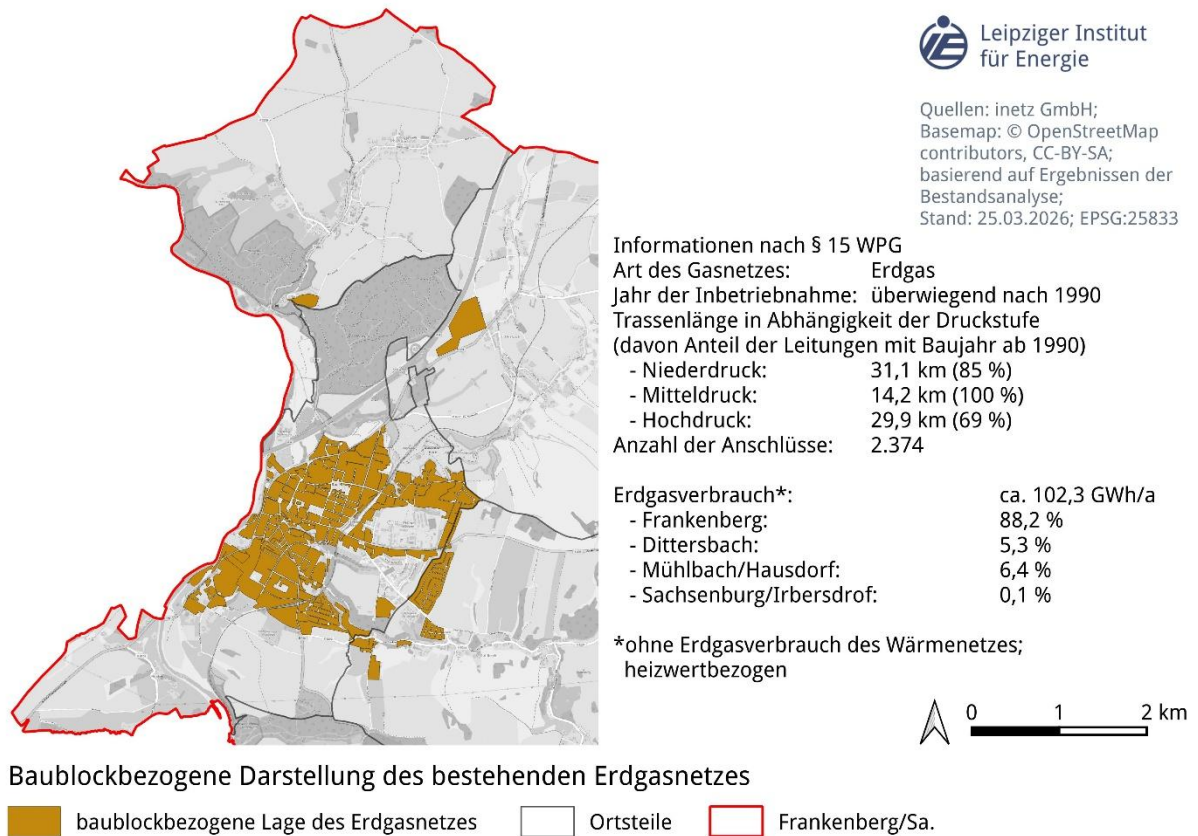 Leipziger Institut
für Energie
Quellen: inetz GmbH;
Basemap: © OpenStreetMap
contributors, CC-BY-SA;
basierend auf Ergebnissen der
Bestandsanalyse;
Stand: 25.03.2026; EPSG:25833
Informationen nach § 15 WPG
Art des Gasnetzes: Erdgas
Jahr der Inbetriebnahme: überwiegend nach 1990
Trassenlänge in Abhängigkeit der Druckstufe
(davon Anteil der Leitungen mit Baujahr ab 1990)
- Niederdruck: 31,1 km (85 %)
- Mitteldruck: 14,2 km (100 %)
- Hochdruck: 29,9 km (69 %)
Anzahl der Anschlüsse: 2.374
Erdgasverbrauch*: ca. 102,3 GWh/a
- Frankenberg: 88,2 %
- Dittersbach: 5,3 %
- Mühlbach/Hausdorf: 6,4 %
- Sachsenburg/Irbersdrof: 0,1 %
*ohne Erdgasverbrauch des Wärmenetzes;
heizwertbezogen
0 1 2 km
Baublockbezogene Darstellung des bestehenden Erdgasnetzes
baublockbezogene Lage des Erdgasnetzes Ortsteile Frankenberg/Sa.